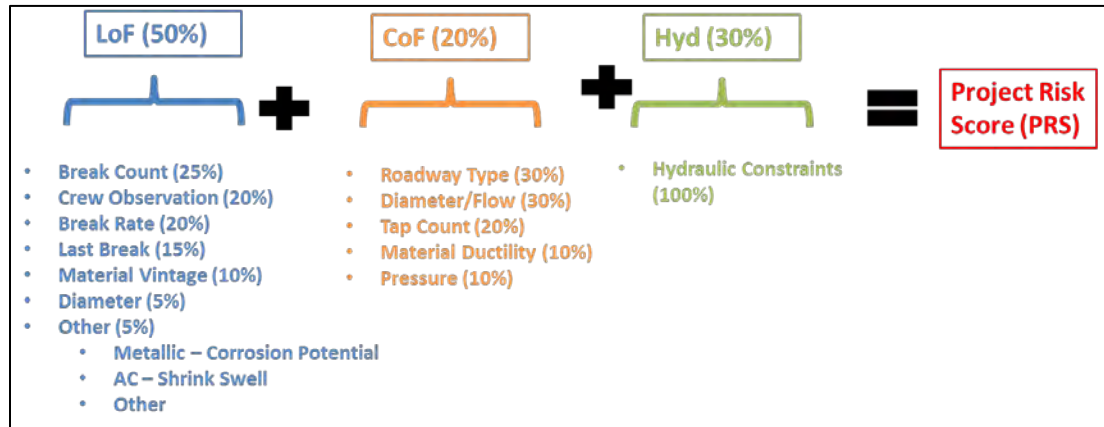 LoF (50%)
CoF (20%)
Hyd (30%)
Project Risk
Score (PRS)
• Break Count (25%)
• Crew Observation (20%)
• Break Rate (20%)
• Last Break (15%)
• Material Vintage (10%)
• Diameter (5%)
• Other (5%)
• Metallic – Corrosion Potential
• AC – Shrink Swell
• Other
• Roadway Type (30%)
• Diameter/Flow (30%)
• Tap Count (20%)
• Material Ductility (10%)
• Pressure (10%)
• Hydraulic Constraints
(100%)